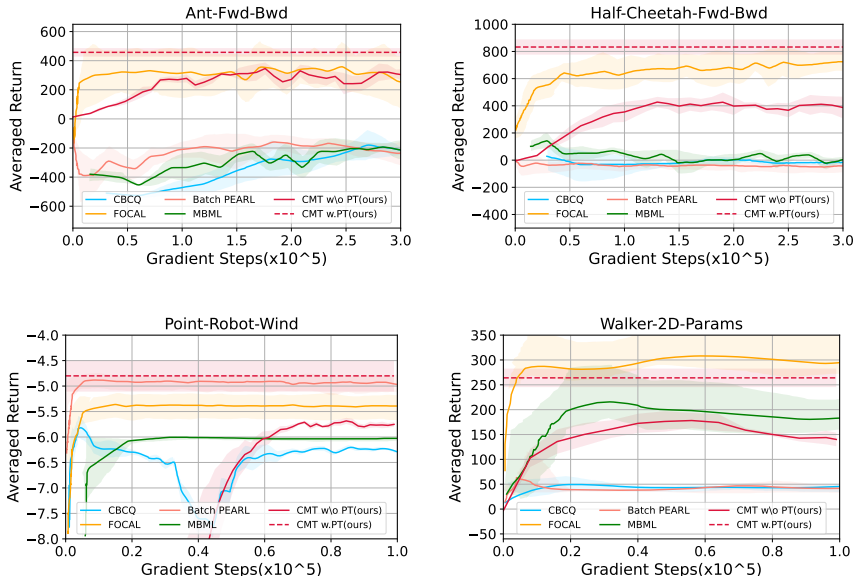 Ant-Fwd-Bwd
Averaged Return
600
400
200
0
−200
−400
−600
CBCQ
FOCAL
Batch PEARL
MBML
CMT w\o PT(ours)
CMT w.PT(ours)
0.0 0.5 1.0 1.5 2.0 2.5 3.0
Gradient Steps(x10^5)
Half-Cheetah-Fwd-Bwd
Averaged Return
1000
800
600
400
200
0
−200
−400
CBCQ
FOCAL
Batch PEARL
MBML
CMT w\o PT(ours)
CMT w.PT(ours)
0.0 0.5 1.0 1.5 2.0 2.5 3.0
Gradient Steps(x10^5)
Point-Robot-Wind
Averaged Return
−4.0
−4.5
−5.0
−5.5
−6.0
−6.5
−7.0
−7.5
−8.0
CBCQ
FOCAL
Batch PEARL
MBML
CMT w\o PT(ours)
CMT w.PT(ours)
0.0 0.2 0.4 0.6 0.8 1.0
Gradient Steps(x10^5)
Walker-2D-Params
Averaged Return
350
300
250
200
150
100
50
0
−50
CBCQ
FOCAL
Batch PEARL
MBML
CMT w\o PT(ours)
CMT w.PT(ours)
0.0 0.2 0.4 0.6 0.8 1.0
Gradient Steps(x10^5)